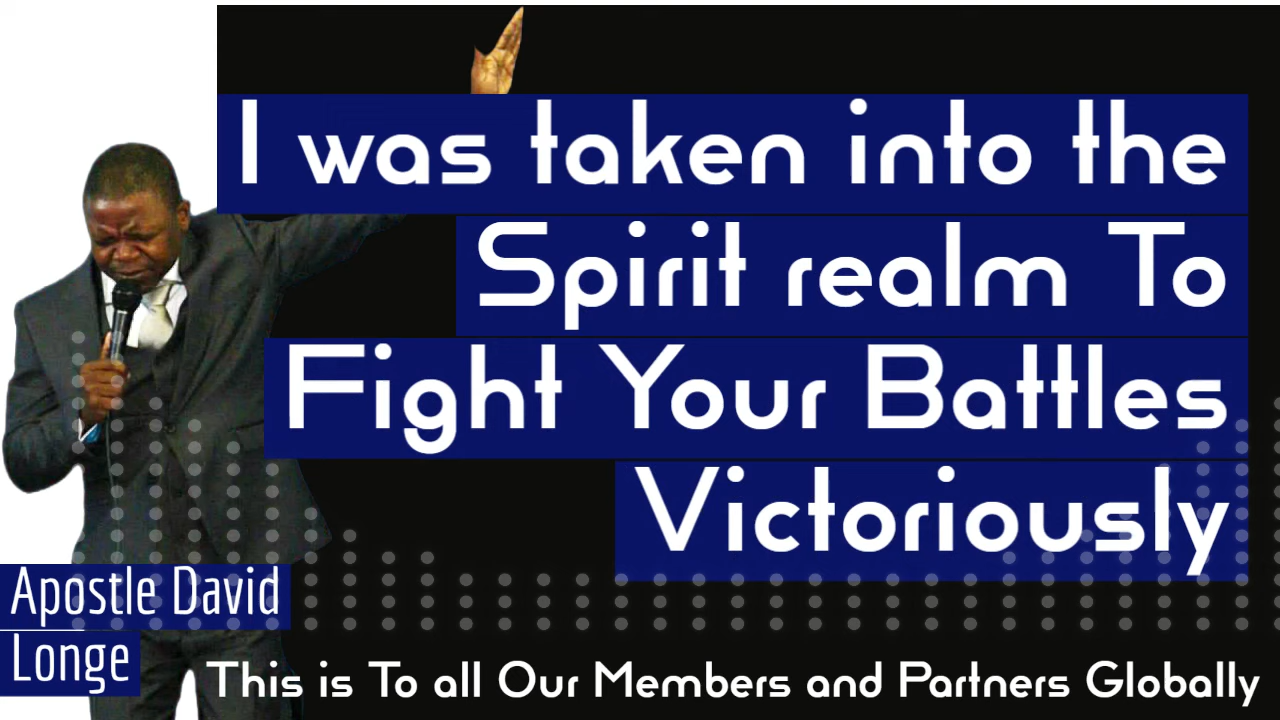 I was taken into the
Spirit realm To
Fight Your Battles
Victoriously
Apostle David
Longe
This is To all Our Members and Partners Globally